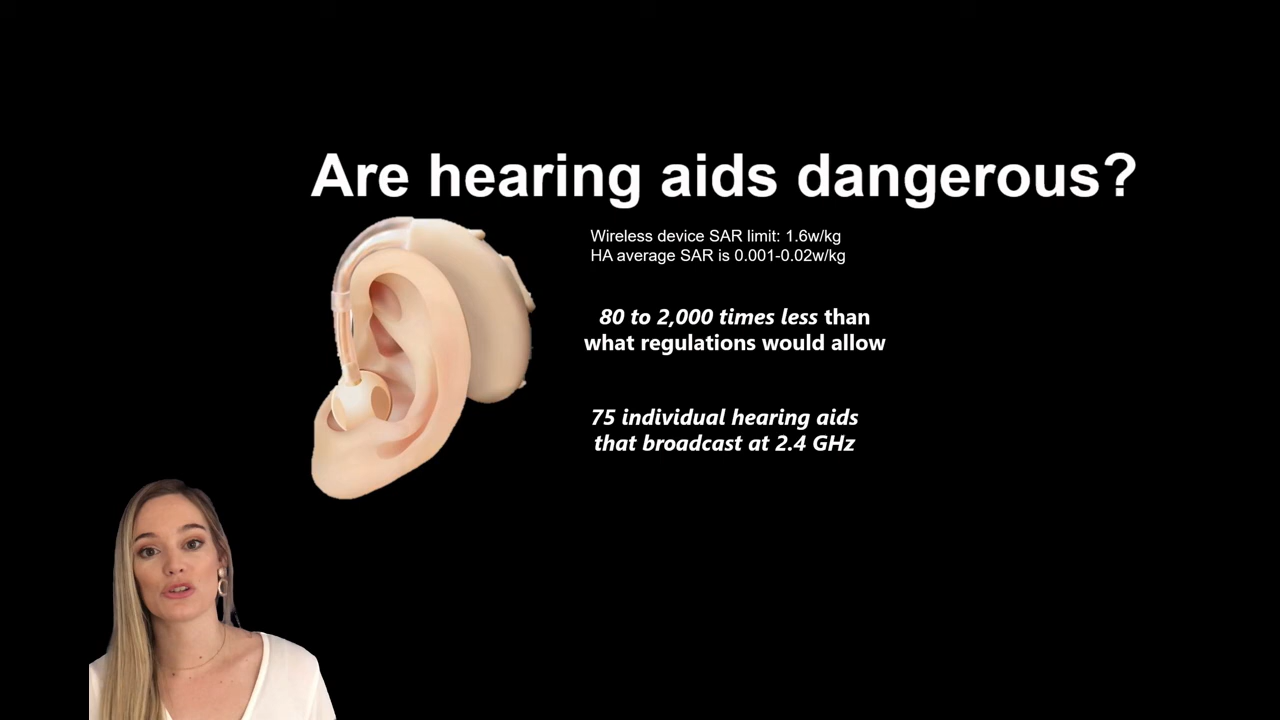 Are hearing aids dangerous?
Wireless device SAR limit: 1.6w/kg
HA average SAR is 0.001-0.02w/kg
80 to 2,000 times less than
what regulations would allow
75 individual hearing aids
that broadcast at 2.4 GHz